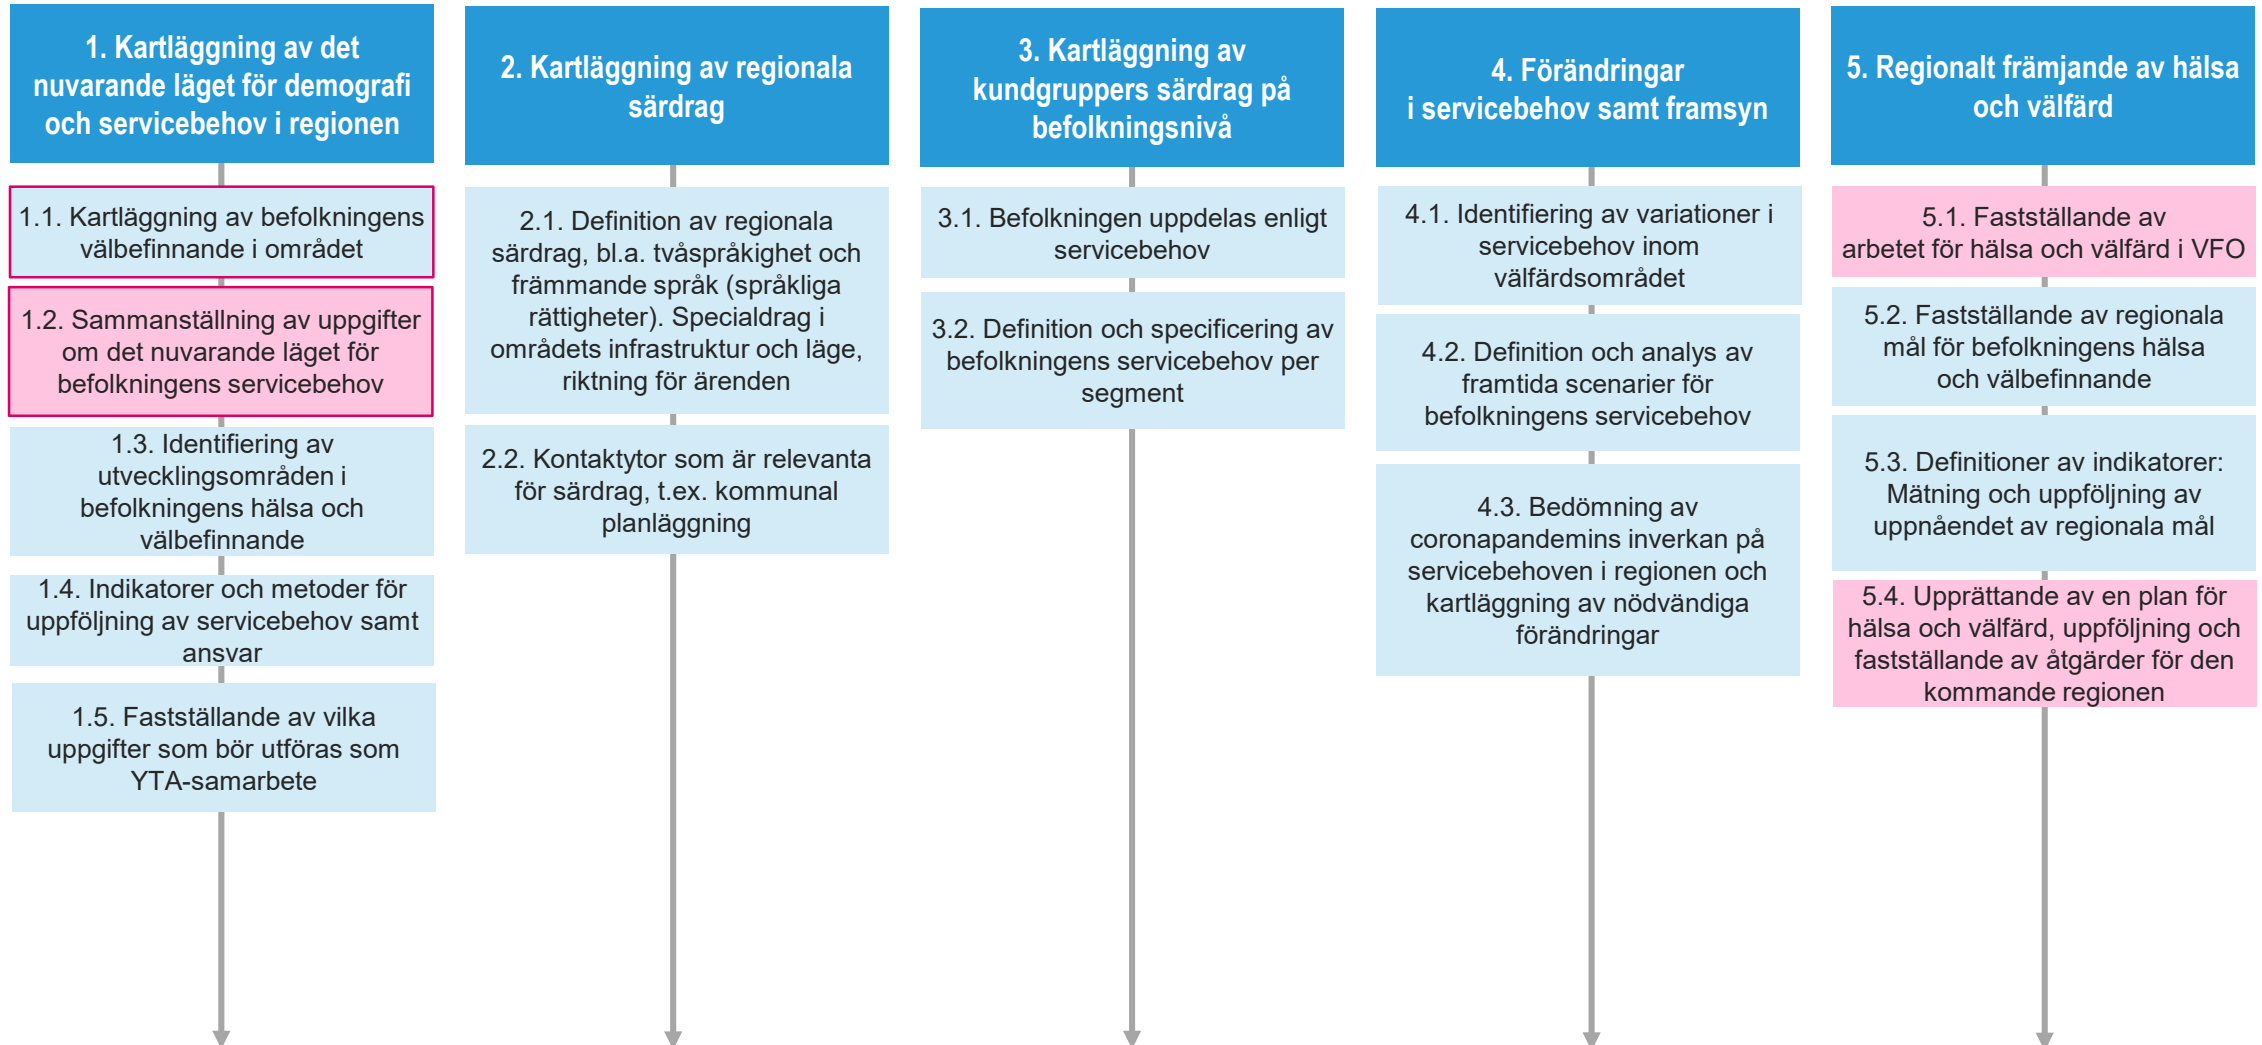 1. Kartläggning av det
nuvarande läget för demografi
och servicebehov i regionen
1.1. Kartläggning av befolkningens
välbefinnande i området
1.2. Sammanställning av uppgifter
om det nuvarande läget för
befolkningens servicebehov
1.3. Identifiering av
utvecklingsområden i
befolkningens hälsa och
välbefinnande
1.4. Indikatorer och metoder för
uppföljning av servicebehov samt
ansvar
1.5. Fastställande av vilka
uppgifter som bör utföras som
YTA-samarbete
2. Kartläggning av regionala
särdrag
2.1. Definition av regionala
särdrag, bl.a. tvåspråkighet och
främmande språk (språkliga
rättigheter). Specialdrag i
områdets infrastruktur och läge,
riktning för ärenden
2.2. Kontaktytor som är relevanta
för särdrag, t.ex. kommunal
planläggning
3. Kartläggning av
kundgruppers särdrag på
befolkningsnivå
3.1. Befolkningen uppdelas enligt
servicebehov
3.2. Definition och specificering av
befolkningens servicebehov per
segment
4. Förändringar
i servicebehov samt framsyn
4.1. Identifiering av variationer i
servicebehov inom
välfärdsområdet
4.2. Definition och analys av
framtida scenarier för
befolkningens servicebehov
4.3. Bedömning av
coronapandemins inverkan på
servicebehoven i regionen och
kartläggning av nödvändiga
förändringar
5. Regionalt främjande av hälsa
och välfärd
5.1. Fastställande av
arbetet för hälsa och välfärd i VFO
5.2. Fastställande av regionala
mål för befolkningens hälsa
och välbefinnande
5.3. Definitioner av indikatorer:
Mätning och uppföljning av
uppnåendet av regionala mål
5.4. Upprättande av en plan för
hälsa och välfärd, uppföljning och
fastställande av åtgärder för den
kommande regionen